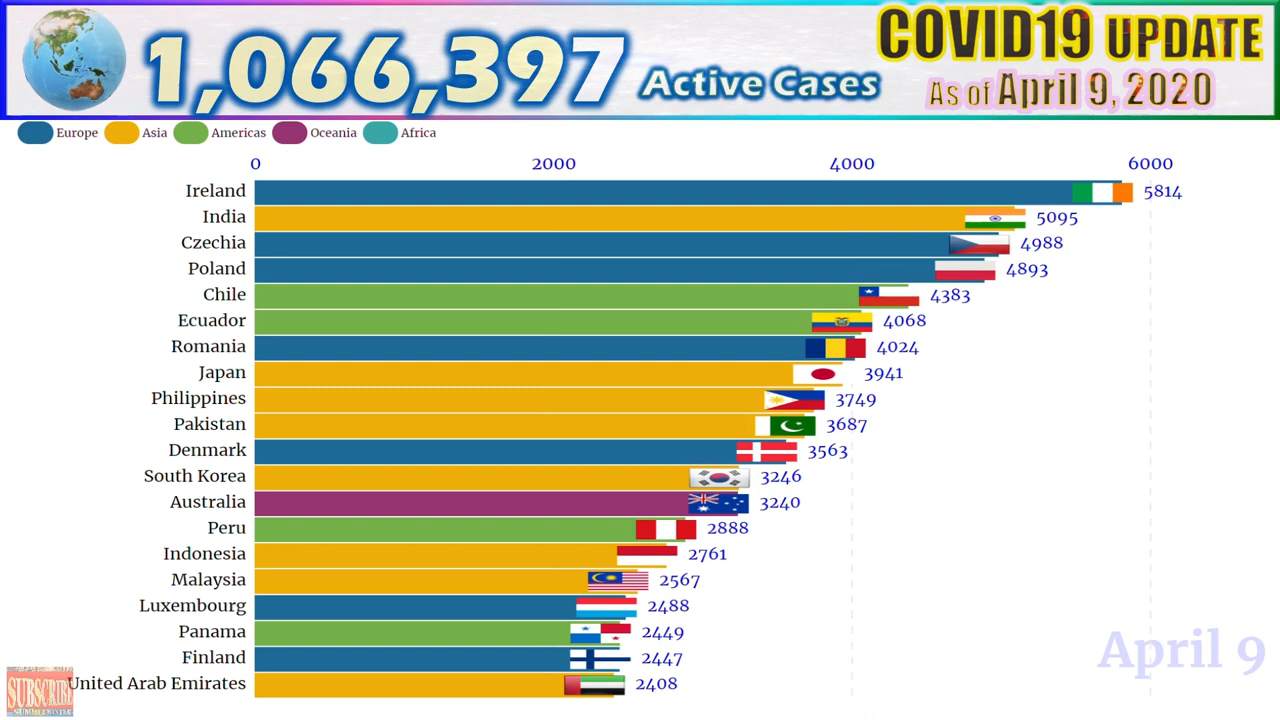 1,066,397 Active Cases
COVID19 UPDATE
As of April 9, 2020
Europe Asia Americas Oceania Africa
0 2000 4000 6000
Ireland 5814
India 5095
Czechia 4988
Poland 4893
Chile 4383
Ecuador 4068
Romania 4024
Japan 3941
Philippines 3749
Pakistan 3687
Denmark 3563
South Korea 3246
Australia 3240
Peru 2888
Indonesia 2761
Malaysia 2567
Luxembourg 2488
Panama 2449
Finland 2447
United Arab Emirates 2408
April 9
SUBSCRIBE